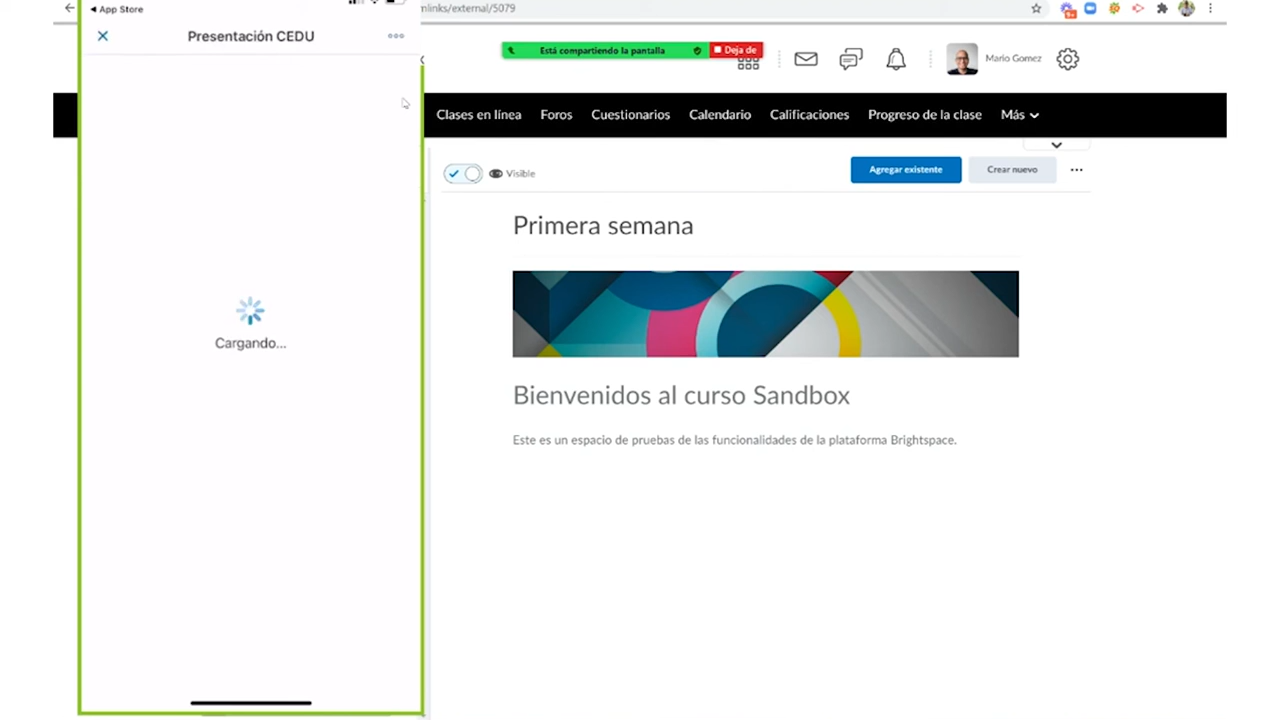 App Store
mlinks/external/5079
Presentación CEDU
Está compartiendo la pantalla
Deja de
Mario Gomez
Clases en línea
Foros
Cuestionarios
Calendario
Calificaciones
Progreso de la clase
Más
Visible
Agregar existente
Crear nuevo
Primera semana
Cargando...
Bienvenidos al curso Sandbox
Este es un espacio de pruebas de las funcionalidades de la plataforma Brightspace.